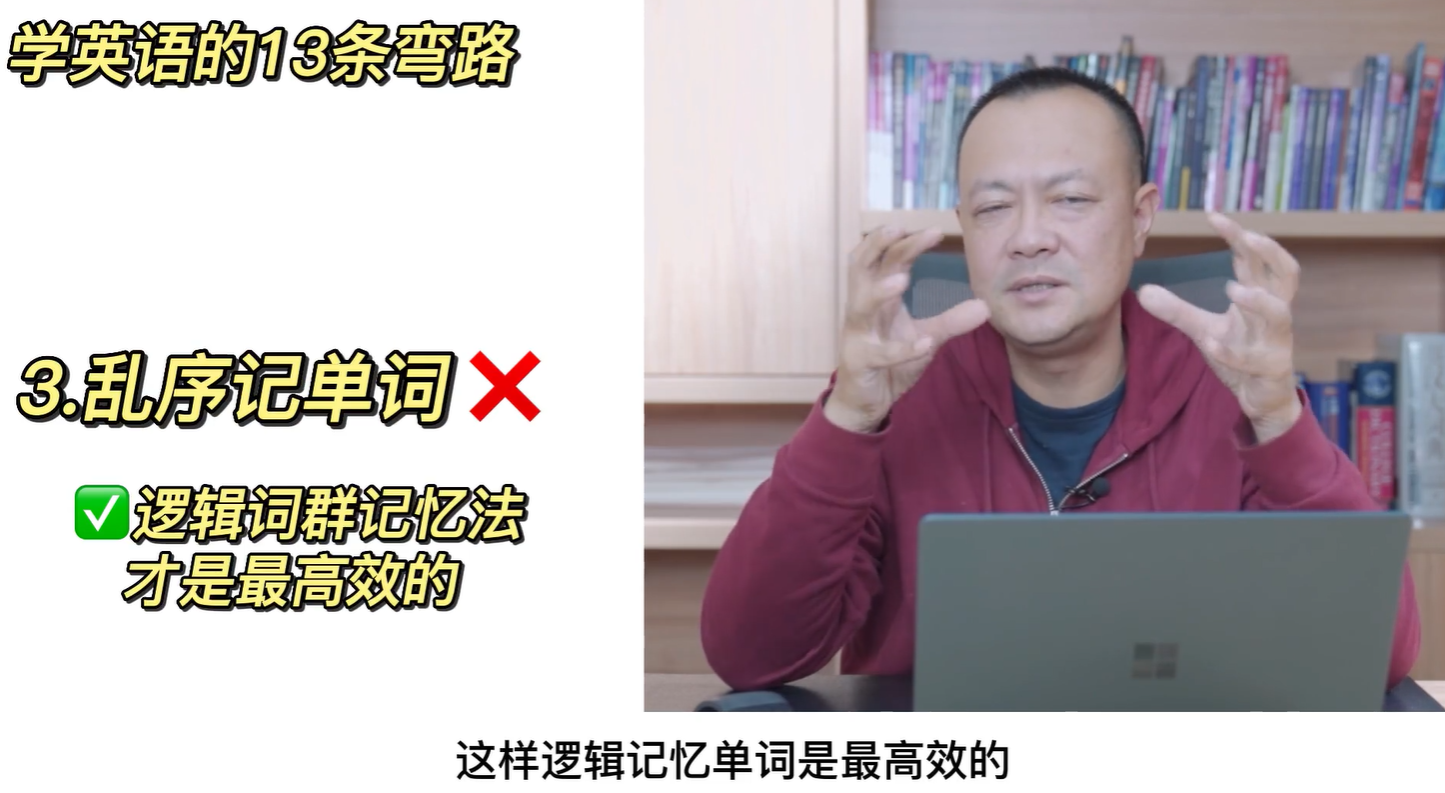 学英语的13条弯路
3.乱序记单词❌
✅逻辑词群记忆法
才是最高效的
这样逻辑记忆单词是最高效的